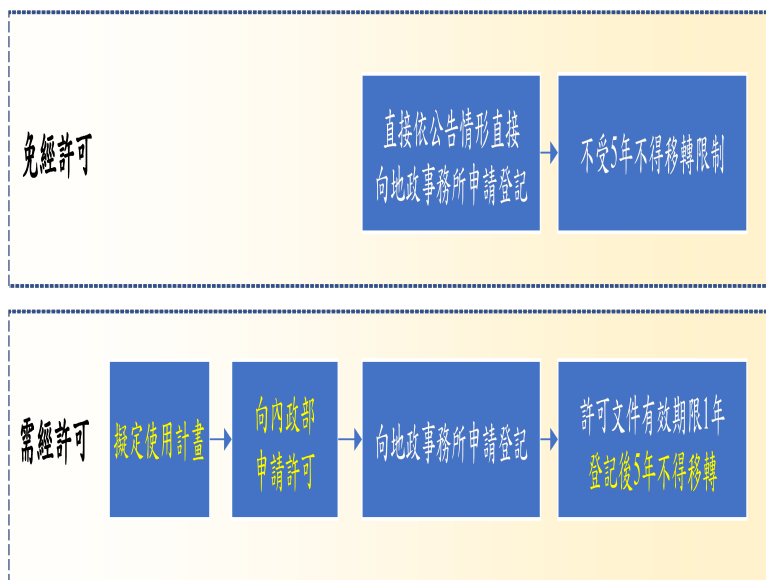 免經許可
直接依公告情形直接
向地政事務所申請登記
不受5年不得移轉限制
需經許可
擬定使用計畫
向內政部
申請許可
向地政事務所申請登記
許可文件有效期限1年
登記後5年不得移轉